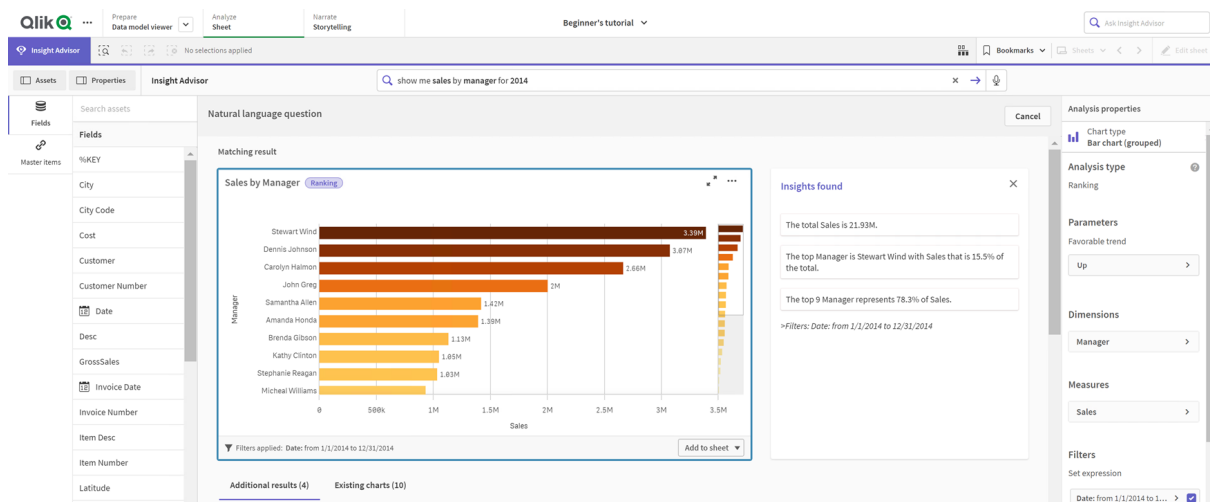 Qlik
Prepare
Data model viewer
Analyze
Sheet
Narrate
Storytelling
Beginner's tutorial
Ask Insight Advisor
Insight Advisor
No selections applied
Bookmarks
Sheets
Edit sheet
Assets
Properties
Insight Advisor
show me sales by manager for 2014
Fields
Master items
Search assets
Fields
%KEY
City
City Code
Cost
Customer
Customer Number
Date
Desc
GrossSales
Invoice Date
Invoice Number
Item Desc
Item Number
Latitude
Natural language question
Cancel
Matching result
Sales by Manager
Ranking
Manager
Stewart Wind
3.39M
Dennis Johnson
3.07M
Carolyn Halmon
2.66M
John Greg
2M
Samantha Allen
1.42M
Amanda Honda
1.39M
Brenda Gibson
1.13M
Kathy Clinton
1.05M
Stephanie Reagan
1.03M
Micheal Williams
0
500k
1M
1.5M
2M
2.5M
3M
3.5M
Sales
Filters applied: Date: from 1/1/2014 to 12/31/2014
Add to sheet
Additional results (4)
Existing charts (10)
Insights found
The total Sales is 21.93M.
The top Manager is Stewart Wind with Sales that is 15.5% of
the total.
The top 9 Manager represents 78.3% of Sales.
>Filters: Date: from 1/1/2014 to 12/31/2014
Analysis properties
Chart type
Bar chart (grouped)
Analysis type
Ranking
Parameters
Favorable trend
Up
Dimensions
Manager
Measures
Sales
Filters
Set expression
Date: from 1/1/2014 to 1...